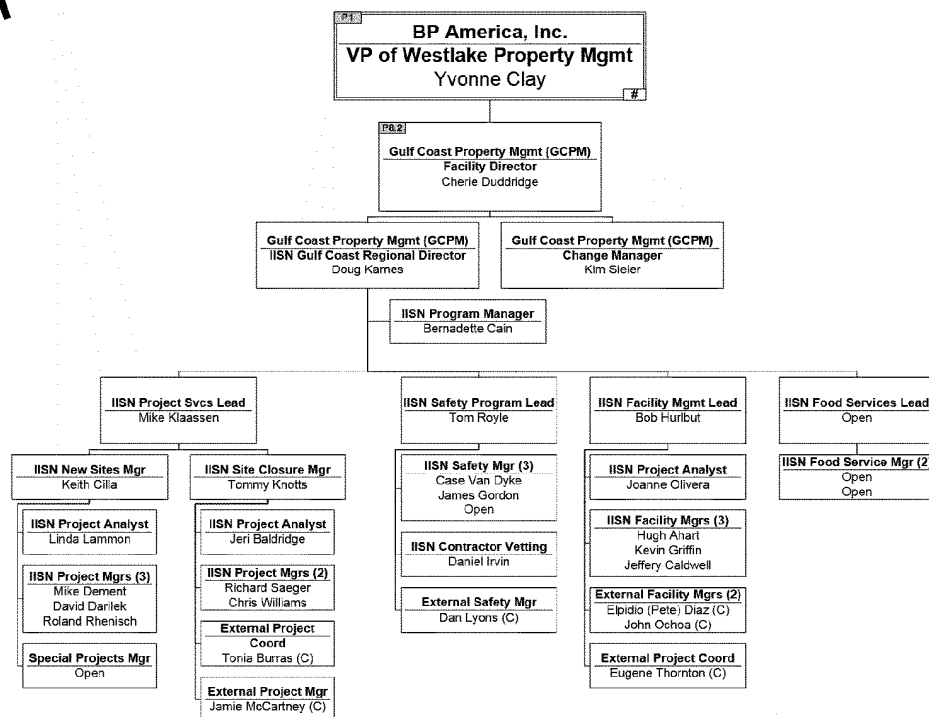 P1
BP America, Inc.
VP of Westlake Property Mgmt
Yvonne Clay
#
P8.2
Gulf Coast Property Mgmt (GCPM)
Facility Director
Cherie Duddridge
Gulf Coast Property Mgmt (GCPM)
IISN Gulf Coast Regional Director
Doug Karnes
Gulf Coast Property Mgmt (GCPM)
Change Manager
Kim Sieler
IISN Program Manager
Bernadette Cain
IISN Project Svcs Lead
Mike Klaassen
IISN Safety Program Lead
Tom Royle
IISN Facility Mgmt Lead
Bob Hurlbut
IISN Food Services Lead
Open
IISN New Sites Mgr
Keith Cilla
IISN Site Closure Mgr
Tommy Knotts
IISN Project Analyst
Linda Lammon
IISN Project Mgrs (3)
Mike Dement
David Darilek
Roland Rhenisch
Special Projects Mgr
Open
IISN Project Analyst
Jeri Baldridge
IISN Project Mgrs (2)
Richard Saeger
Chris Williams
External Project
Coord
Tonia Burras (C)
External Project Mgr
Jamie McCartney (C)
IISN Safety Mgr (3)
Case Van Dyke
James Gordon
Open
IISN Contractor Vetting
Daniel Irvin
External Safety Mgr
Dan Lyons (C)
IISN Project Analyst
Joanne Olivera
IISN Facility Mgrs (3)
Hugh Ahart
Kevin Griffin
Jeffery Caldwell
External Facility Mgrs (2)
Elpidio (Pete) Diaz (C)
John Ochoa (C)
External Project Coord
Eugene Thornton (C)
IISN Food Service Mgr (2)
Open
Open